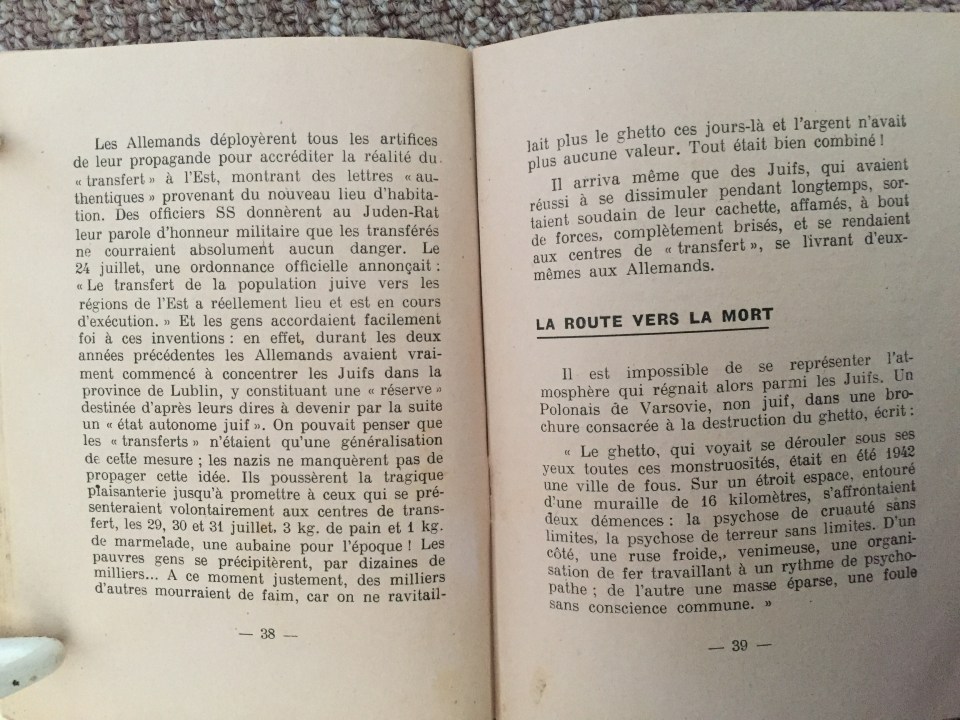 Les Allemands déployèrent tous les artifices
de leur propagande pour accréditer la réalité du
« transfert » à l'Est, montrant des lettres « au-
thentiques » provenant du nouveau lieu d'habita-
tion. Des officiers SS donnèrent au Juden-Rat
leur parole d'honneur militaire que les transférés
ne courraient absolument aucun danger. Le
24 juillet, une ordonnance officielle annonçait :
« Le transfert de la population juive vers les
régions de l'Est a réellement lieu et est en cours
d'exécution. » Et les gens accordaient facilement
foi à ces inventions : en effet, durant les deux
années précédentes les Allemands avaient vrai-
ment commencé à concentrer les Juifs dans la
province de Lublin, y constituant une « réserve »
destinée d'après leurs dires à devenir par la suite
un « état autonome juif ». On pouvait penser que
les « transferts » n'étaient qu'une généralisation
de cette mesure ; les nazis ne manquèrent pas de
propager cette idée. Ils poussèrent la tragique
plaisanterie jusqu'à promettre à ceux qui se pré-
senteraient volontairement aux centres de trans-
fert, les 29, 30 et 31 juillet. 3 kg. de pain et 1 kg.
de marmelade, une aubaine pour l'époque ! Les
pauvres gens se précipitèrent, par dizaines de
milliers... A ce moment justement, des milliers
d'autres mourraient de faim, car on ne ravitail-
— 38 —
lait plus le ghetto ces jours-là et l'argent n'avait
plus aucune valeur. Tout était bien combiné !
Il arriva même que des Juifs, qui avaient
réussi à se dissimuler pendant longtemps, sor-
taient soudain de leur cachette, affamés, à bout
de forces, complètement brisés, et se rendaient
aux centres de « transfert », se livrant d'eux-
mêmes aux Allemands.
LA ROUTE VERS LA MORT
Il est impossible de se représenter l'at-
mosphère qui régnait alors parmi les Juifs. Un
Polonais de Varsovie, non juif, dans une bro-
chure consacrée à la destruction du ghetto, écrit :
« Le ghetto, qui voyait se dérouler sous ses
yeux toutes ces monstruosités, était en été 1942
une ville de fous. Sur un étroit espace, entouré
d'une muraille de 16 kilomètres, s'affrontaient
deux démences : la psychose de cruauté sans
limites, la psychose de terreur sans limites. D'un
côté, une ruse froide,, venimeuse, une organi-
sation de fer travaillant à un rythme de psycho-
pathe ; de l'autre une masse éparse, une foule
sans conscience commune. »
— 39 —